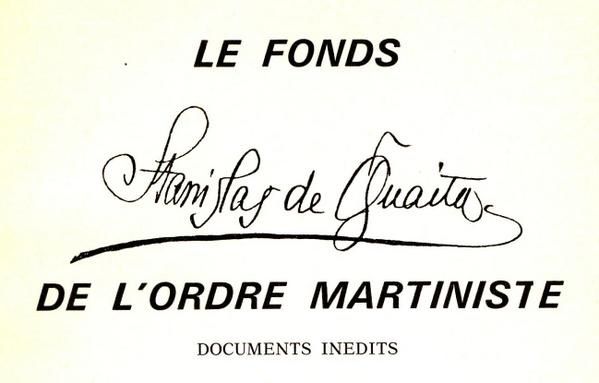 LE FONDS
Stanislas de Guaita
DE L'ORDRE MARTINISTE
DOCUMENTS INEDITS